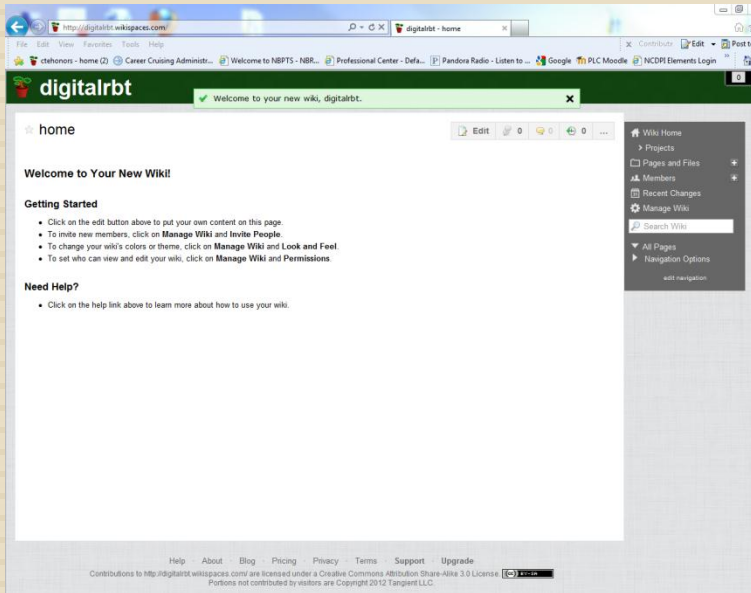 http://digitalrbt.wikispaces.com/
digitalrbt - home
File Edit View Favorites Tools Help
x Contribute Edit Post to
ctehonors - home (2) Career Cruising Administr... Welcome to NBPTS - NBR... Professional Center - Defa... Pandora Radio - Listen to ... Google PLC Moodle NCDPI Elements Login
digitalrbt
0
Welcome to your new wiki, digitalrbt.
home
Edit 0 0 0 ...
Welcome to Your New Wiki!
Getting Started
• Click on the edit button above to put your own content on this page.
• To invite new members, click on Manage Wiki and Invite People.
• To change your wiki's colors or theme, click on Manage Wiki and Look and Feel.
• To set who can view and edit your wiki, click on Manage Wiki and Permissions.
Need Help?
• Click on the help link above to learn more about how to use your wiki.
Wiki Home
Projects
Pages and Files
Members
Recent Changes
Manage Wiki
Search Wiki
All Pages
Navigation Options
edit navigation
Help · About · Blog · Pricing · Privacy · Terms · Support · Upgrade
Contributions to http://digitalrbt.wikispaces.com/ are licensed under a Creative Commons Attribution Share-Alike 3.0 License. (cc) BY-SA
Portions not contributed by visitors are Copyright 2012 Tangient LLC.